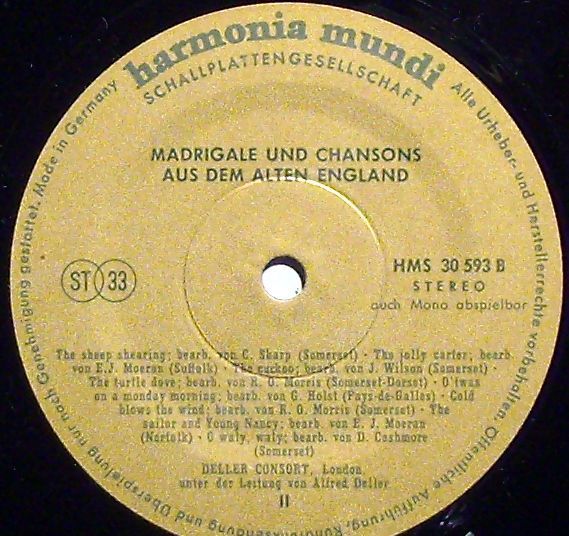 harmonia mundi
SCHALLPLATTENGESELLSCHAFT
MADRIGALE UND CHANSONS
AUS DEM ALTEN ENGLAND
ST 33
HMS 30 593 B
STEREO
auch Mono abspielbar
The sheep shearing; bearb. von C. Sharp (Somerset) · The jolly carter; bearb.
von E.J. Moeran (Suffolk) · The cuckoo; bearb. von J. Wilson (Somerset) ·
The turtle dove; bearb. von R. O. Morris (Somerset-Dorset) · O'twas
on a monday morning; bearb. von G. Holst (Pays-de-Galles) · Cold
blows the wind; bearb. von R. O. Morris (Somerset) · The
sailor and Young Nancy; bearb. von E. J. Moeran
(Norfolk) · O waly, waly; bearb. von D. Cashmore
(Somerset)
DELLER CONSORT, London
unter der Leitung von Alfred Deller
II
Alle Urheber- und Herstellerrechte vorbehalten. Öffentliche Aufführung, Rundfunksendung und Überspielung nur nach Genehmigung gestattet. Made in Germany